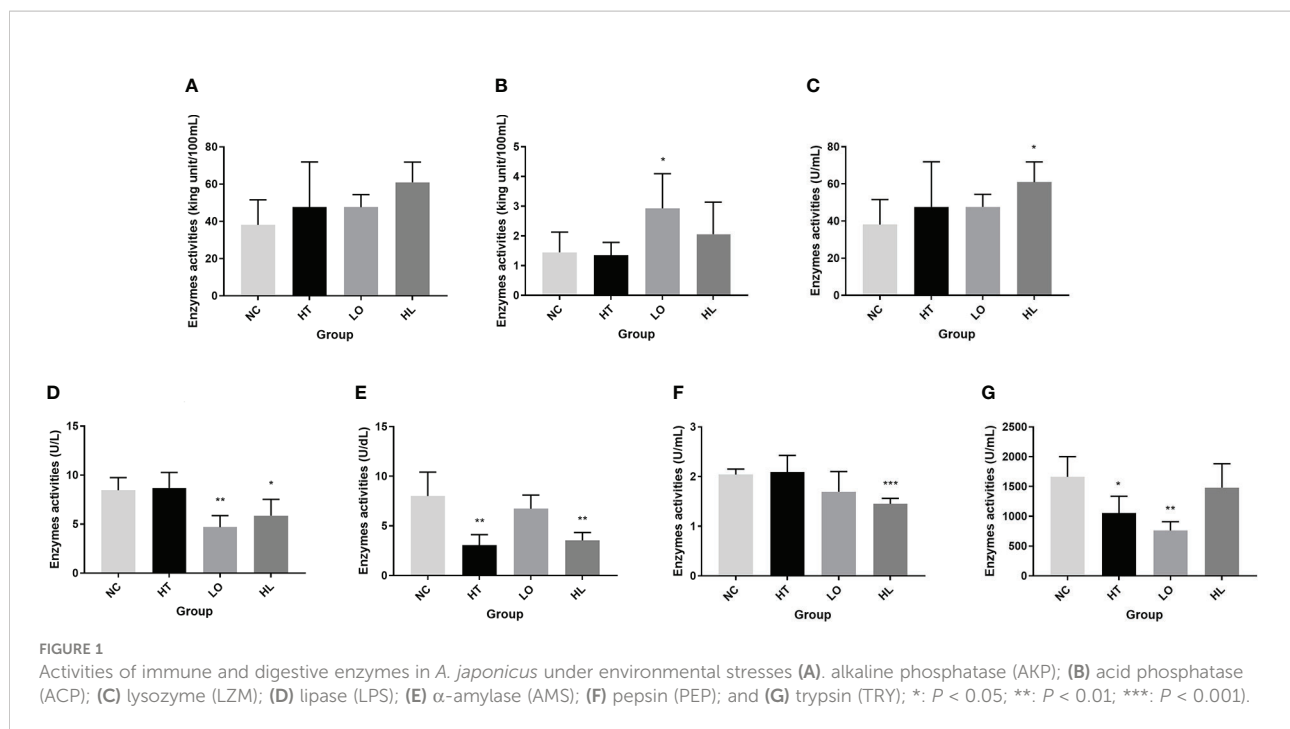 A
B
C
Enzymes activities (king unit/100mL)
80
60
40
20
0
NC
HT
LO
HL
Group
Enzymes activities (king unit/100mL)
5
4
3
2
1
0
*
NC
HT
LO
HL
Group
Enzymes activities (U/mL)
80
60
40
20
0
*
NC
HT
LO
HL
Group
D
E
F
G
Enzymes activities (U/L)
15
10
5
0
**
*
NC
HT
LO
HL
Group
Enzymes activities (U/dL)
15
10
5
0
**
**
NC
HT
LO
HL
Group
Enzymes activities (U/mL)
3
2
1
0
***
NC
HT
LO
HL
Group
Enzymes activities (U/mL)
2500
2000
1500
1000
500
0
*
**
NC
HT
LO
HL
Group
FIGURE 1
Activities of immune and digestive enzymes in A. japonicus under environmental stresses (A). alkaline phosphatase (AKP); (B) acid phosphatase
(ACP); (C) lysozyme (LZM); (D) lipase (LPS); (E) α-amylase (AMS); (F) pepsin (PEP); and (G) trypsin (TRY); *: P < 0.05; **: P < 0.01; ***: P < 0.001).